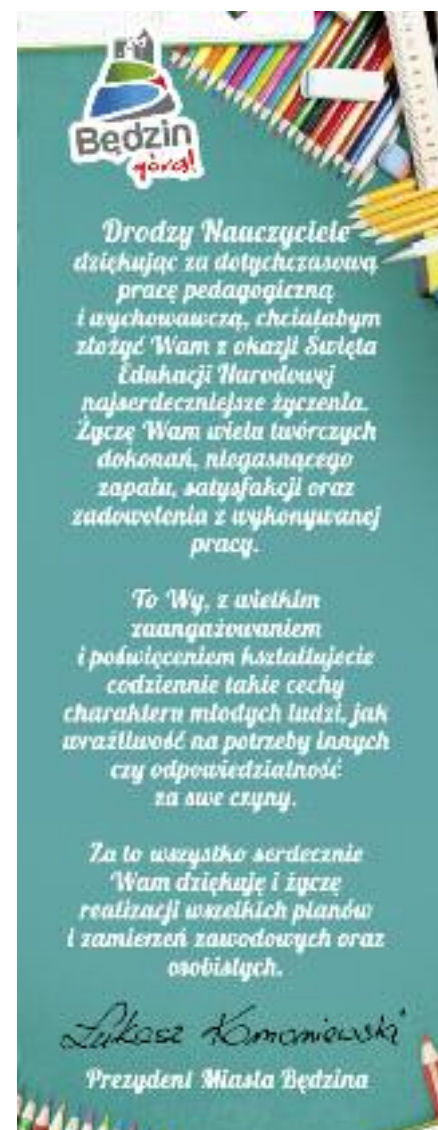 Będzin
górą!
Drodzy Nauczyciele
dziękując za dotychczasową
pracę pedagogiczną
i wychowawczą, chciałabym
złożyć Wam z okazji Święta
Edukacji Narodowej
najserdeczniejsze życzenia.
Życzę Wam wielu twórczych
dokonań, niegasnącego
zapału, satysfakcji oraz
zadowolenia z wykonywanej
pracy.
To Wy, z wielkim
zaangażowaniem
i poświęceniem kształtujecie
codziennie takie cechy
charakteru młodych ludzi, jak
wrażliwość na potrzeby innych
czy odpowiedzialność
za swe czyny.
Za to wszystko serdecznie
Wam dziękuję i życzę
realizacji wszelkich planów
i zamierzeń zawodowych oraz
osobistych.
Łukasz Komoniewski
Prezydent Miasta Będzina